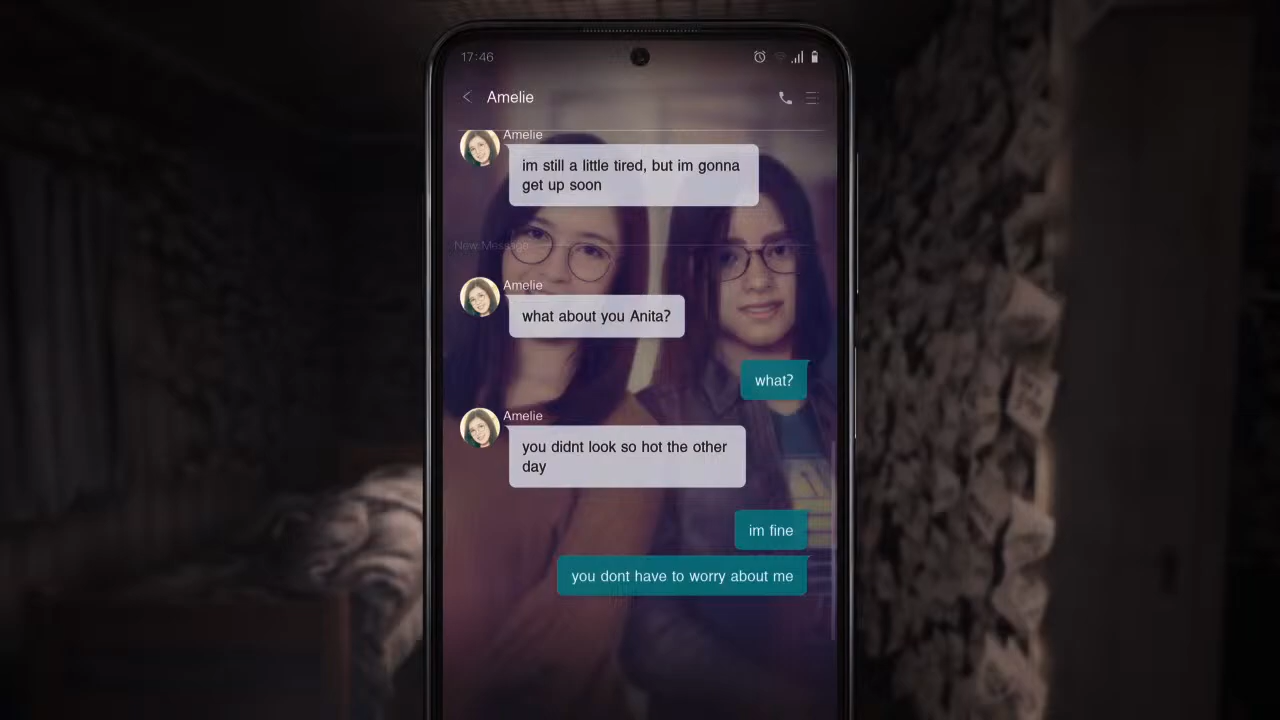 17:46
Amelie
Amelie
im still a little tired, but im gonna
get up soon
New Message
Amelie
what about you Anita?
what?
Amelie
you didnt look so hot the other
day
im fine
you dont have to worry about me